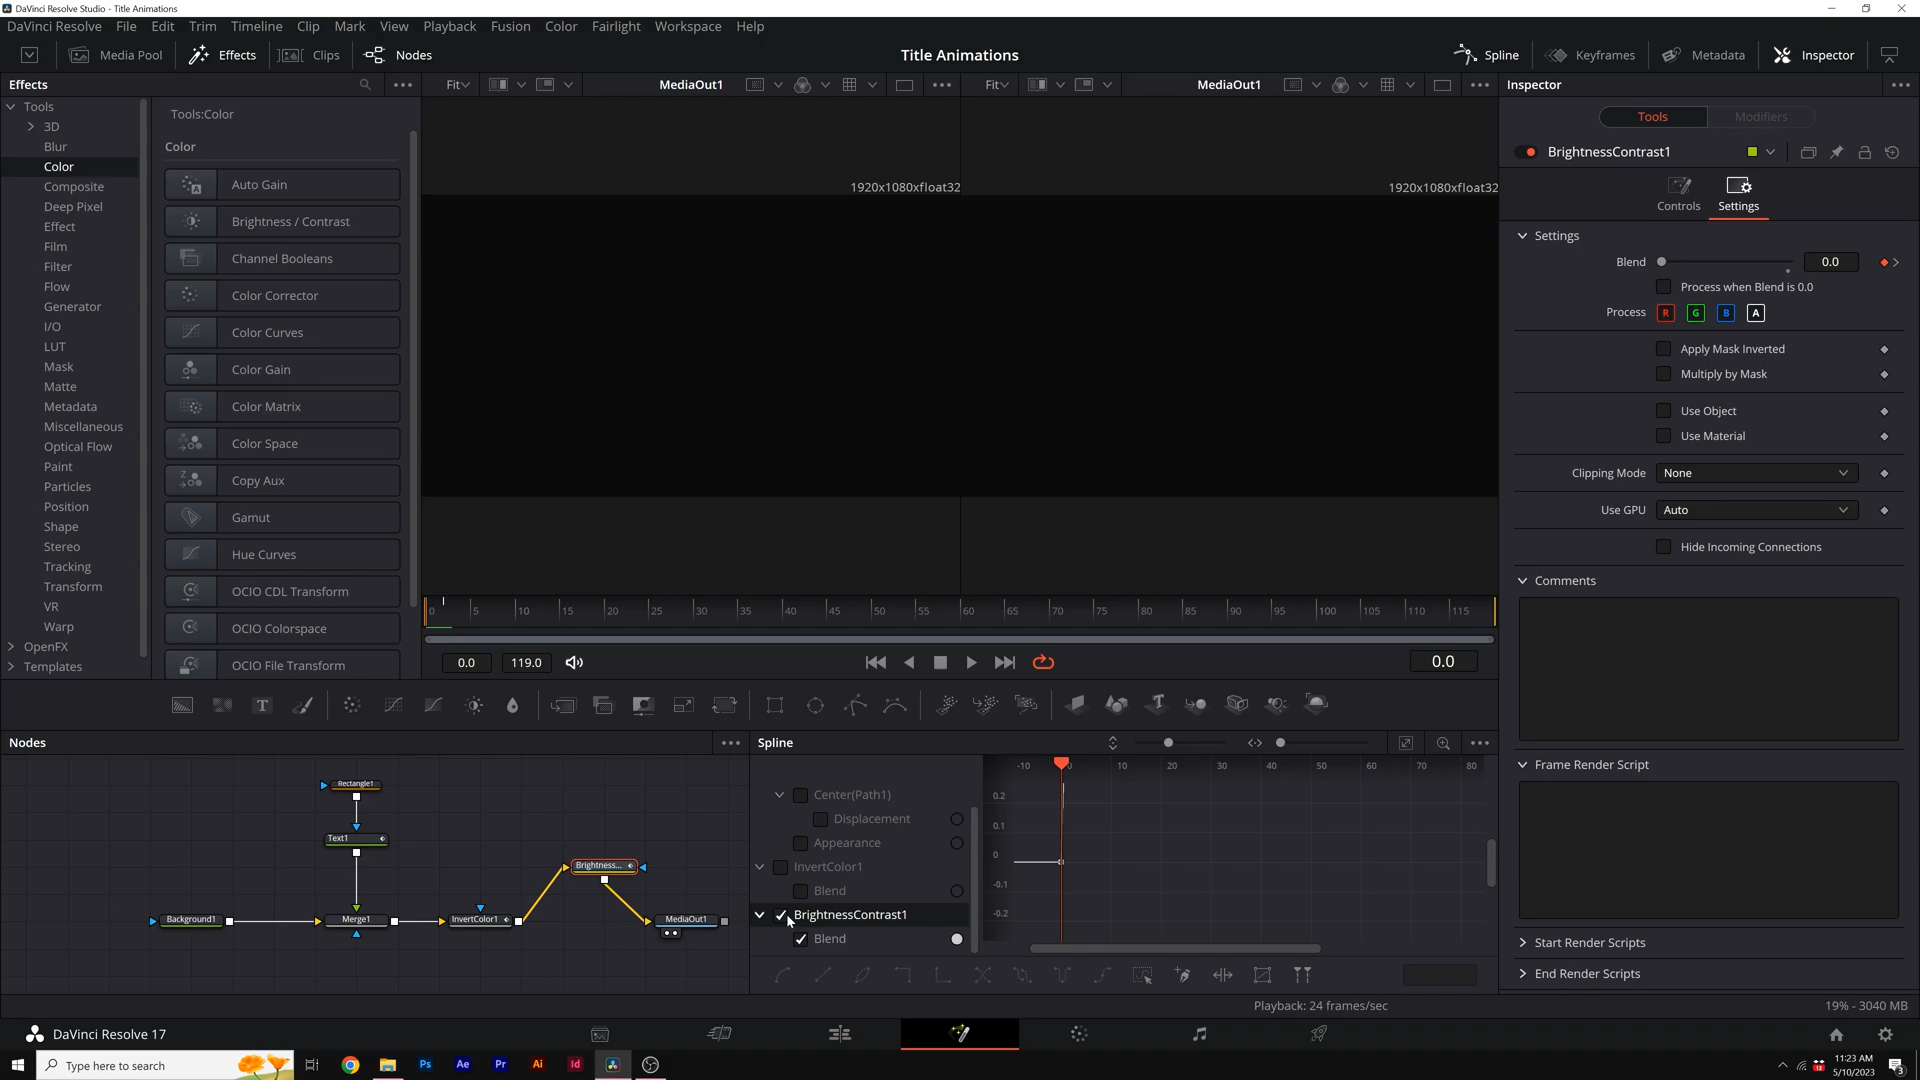 DaVinci Resolve Studio - Title Animations
DaVinci Resolve File Edit Trim Timeline Clip Mark View Playback Fusion Color Fairlight Workspace Help
Media Pool Effects Clips Nodes Title Animations Spline Keyframes Metadata Inspector
Effects
Tools
3D
Blur
Color
Composite
Deep Pixel
Effect
Film
Filter
Flow
Generator
I/O
LUT
Mask
Matte
Metadata
Miscellaneous
Optical Flow
Paint
Particles
Position
Shape
Stereo
Tracking
Transform
VR
Warp
OpenFX
Templates
Tools:Color
Color
Auto Gain
Brightness / Contrast
Channel Booleans
Color Corrector
Color Curves
Color Gain
Color Matrix
Color Space
Copy Aux
Gamut
Hue Curves
OCIO CDL Transform
OCIO Colorspace
OCIO File Transform
Fit MediaOut1
1920x1080xfloat32
Fit MediaOut1
1920x1080xfloat32
0 5 10 15 20 25 30 35 40 45 50 55 60 65 70 75 80 85 90 95 100 105 110 115
0.0 119.0 0.0
Nodes
Rectangle1
Text1
Brightness...
Background1
Merge1
InvertColor1
MediaOut1
Spline
Center(Path1)
Displacement
Appearance
InvertColor1
Blend
BrightnessContrast1
Blend
-10 0 10 20 30 40 50 60 70 80
0.2
0.1
0
-0.1
-0.2
Inspector
Tools Modifiers
BrightnessContrast1
Controls Settings
Settings
Blend 0.0
Process when Blend is 0.0
Process R G B A
Apply Mask Inverted
Multiply by Mask
Use Object
Use Material
Clipping Mode None
Use GPU Auto
Hide Incoming Connections
Comments
Frame Render Script
Start Render Scripts
End Render Scripts
Playback: 24 frames/sec
19% - 3040 MB
DaVinci Resolve 17
Type here to search
Ps Ae Pr Ai Id
11:23 AM
5/10/2023
3